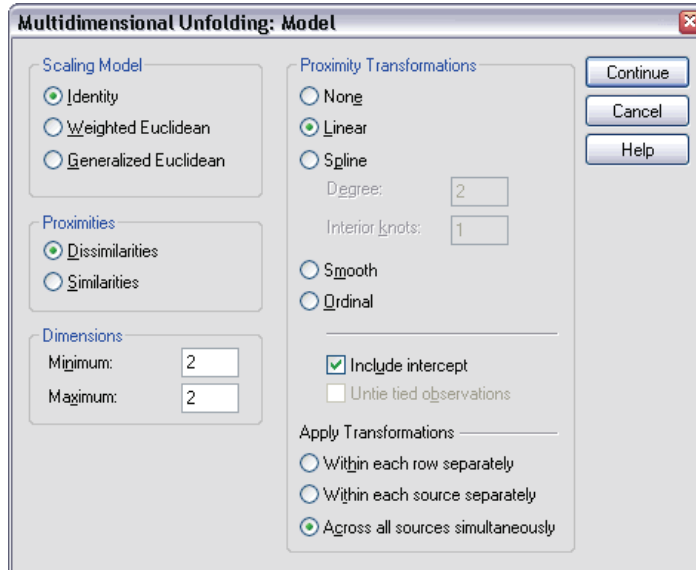 Multidimensional Unfolding: Model
Scaling Model
Identity
Weighted Euclidean
Generalized Euclidean
Proximities
Dissimilarities
Similarities
Dimensions
Minimum: 2
Maximum: 2
Proximity Transformations
None
Linear
Spline
Degree: 2
Interior knots: 1
Smooth
Ordinal
Include intercept
Untie tied observations
Apply Transformations
Within each row separately
Within each source separately
Across all sources simultaneously
Continue
Cancel
Help